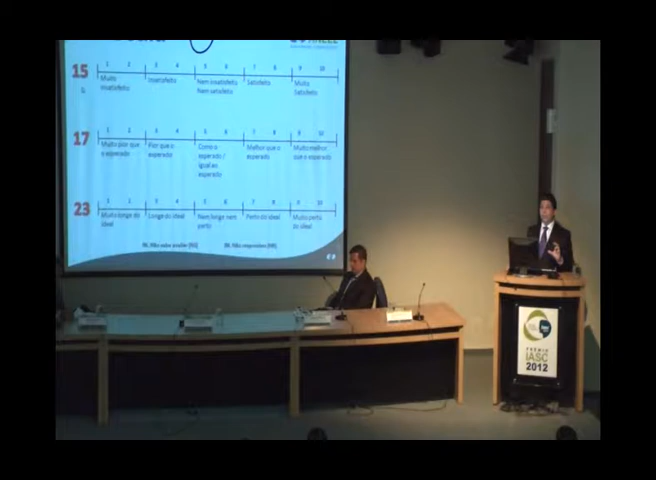 15
1 2 3 4 5 6 7 8 9 10
Muito insatisfeito
Insatisfeito
Nem insatisfeito Nem satisfeito
Satisfeito
Muito Satisfeito
17
1 2 3 4 5 6 7 8 9 10
Muito pior que o esperado
Pior que o esperado
Como o esperado / igual ao esperado
Melhor que o esperado
Muito melhor que o esperado
23
1 2 3 4 5 6 7 8 9 10
Muito longe do ideal
Longe do ideal
Nem longe nem perto
Perto do ideal
Muito perto do ideal
PRÊMIO
IASC
2012